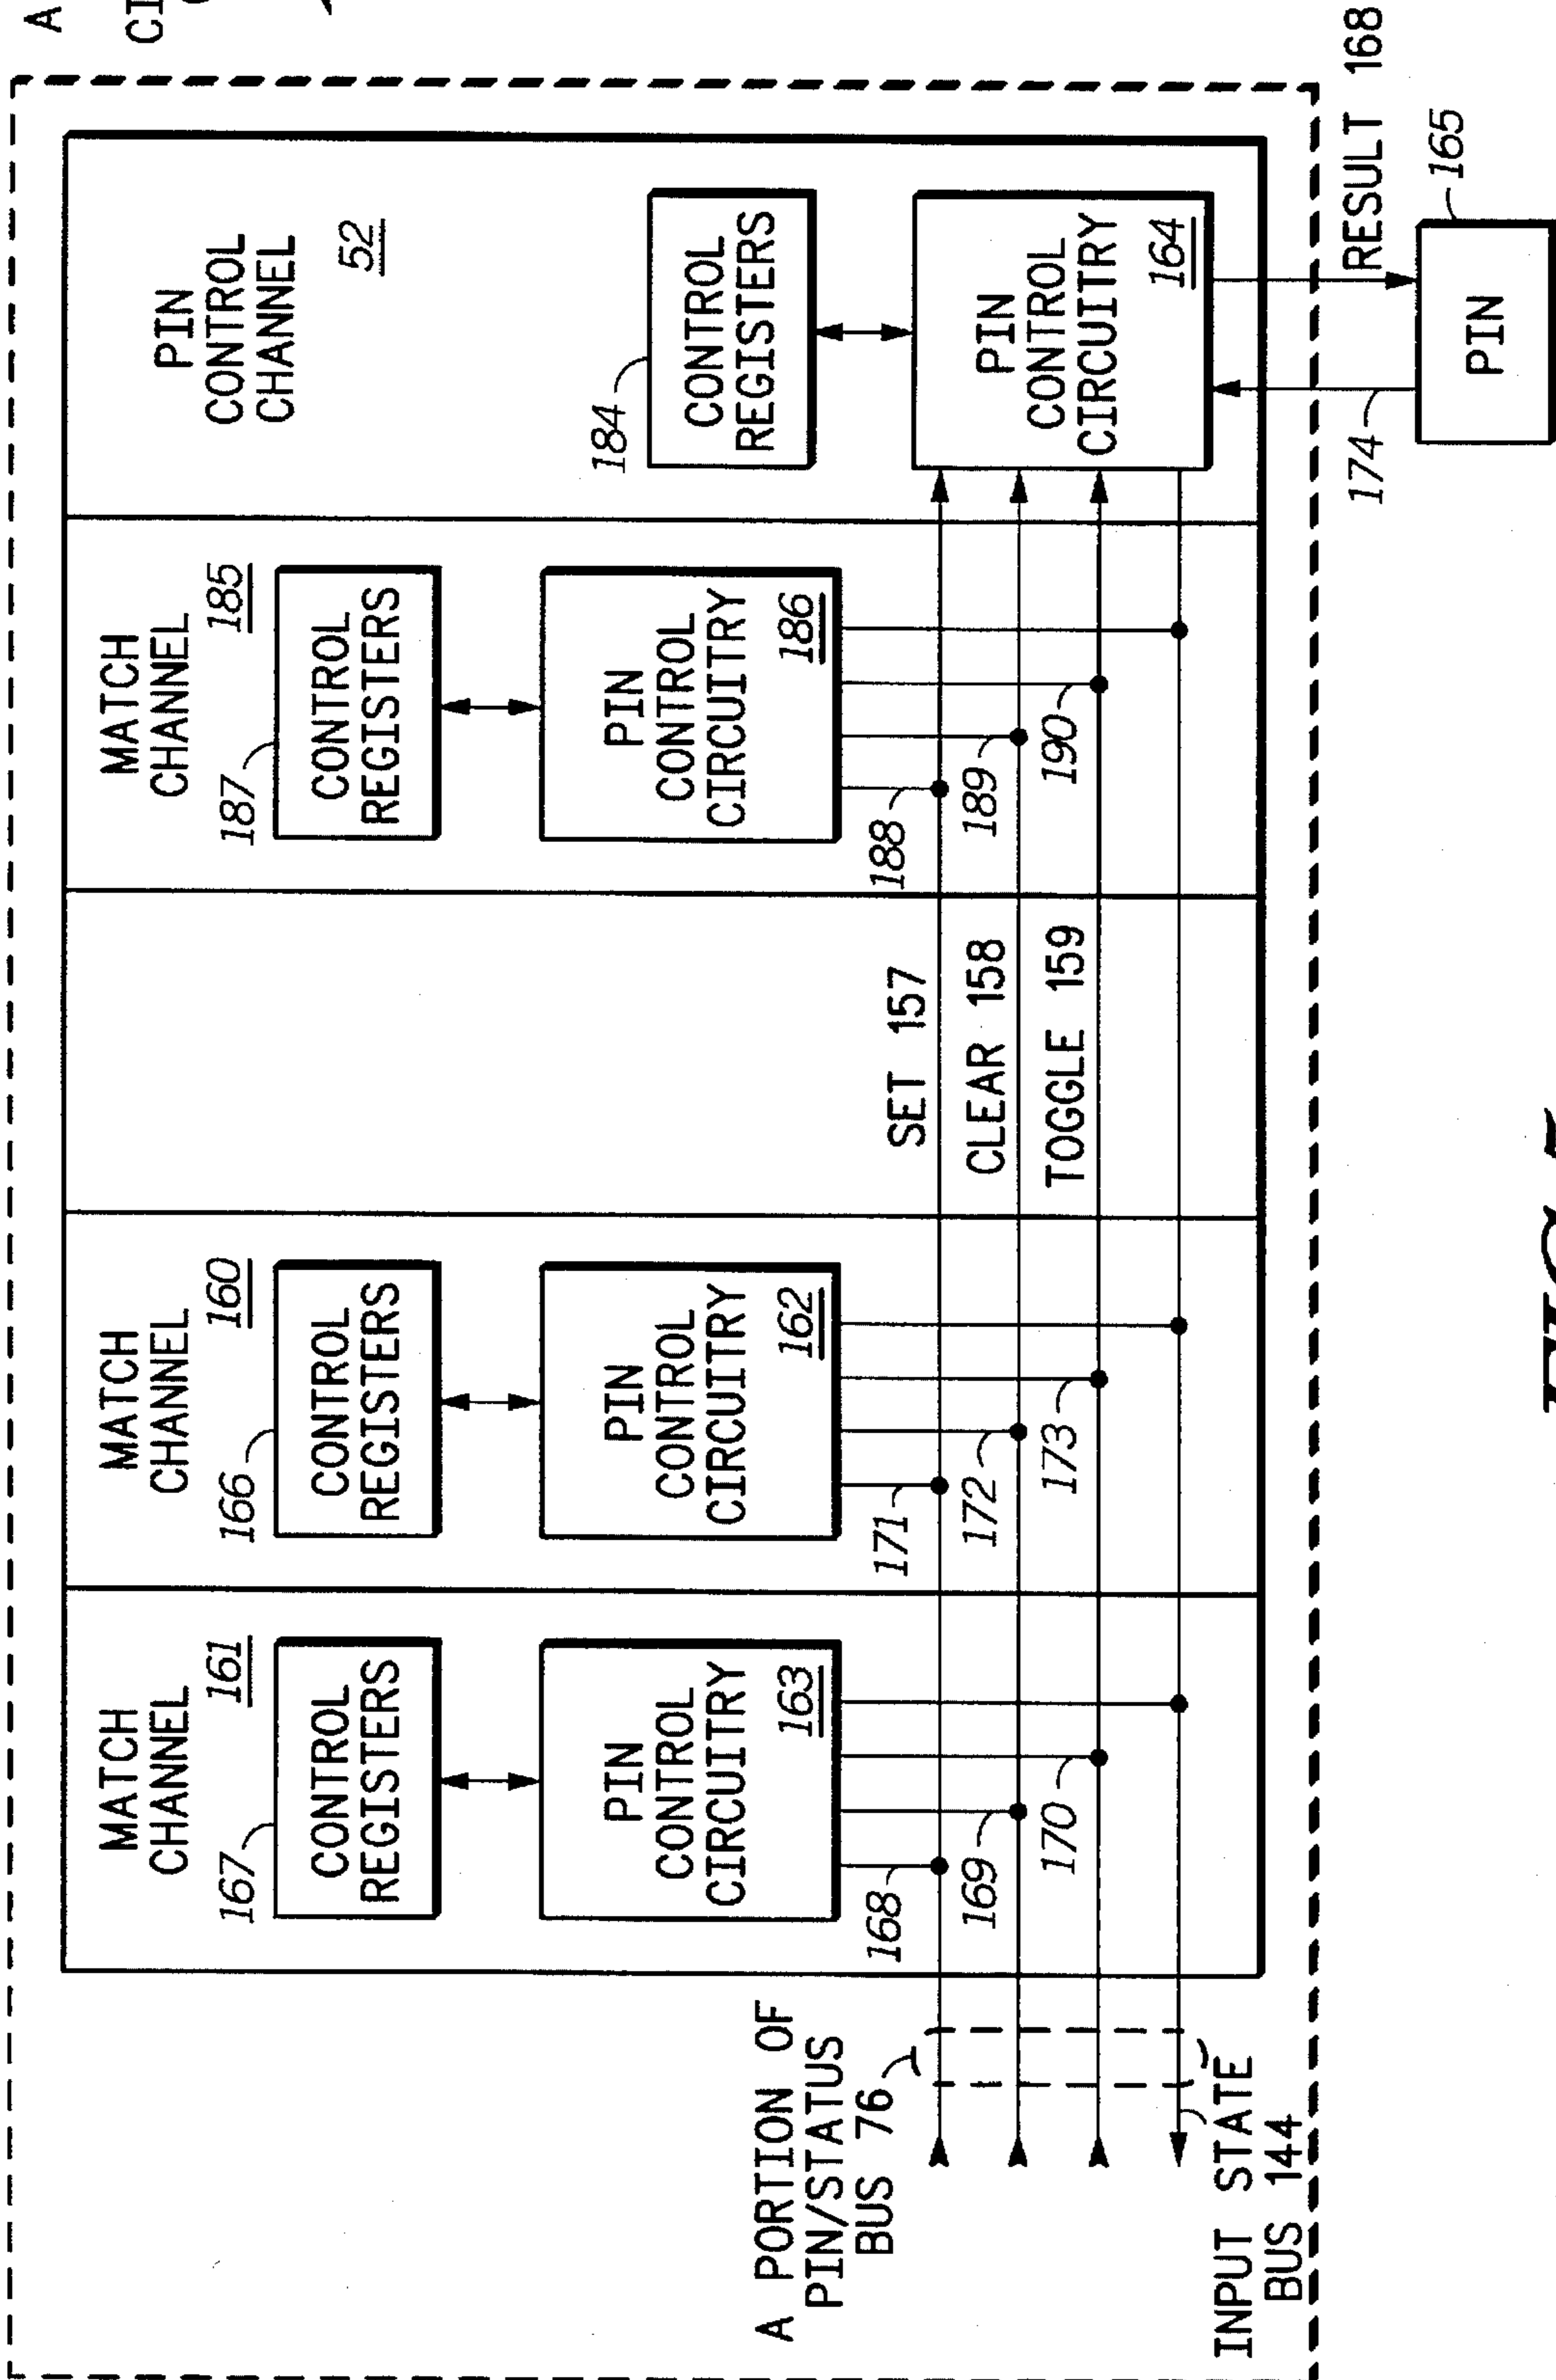 A
CI
MATCH
CHANNEL
161
167
CONTROL
REGISTERS
PIN
CONTROL
CIRCUITRY
163
168
169
170
MATCH
CHANNEL
160
166
CONTROL
REGISTERS
PIN
CONTROL
CIRCUITRY
162
171
172
173
SET 157
CLEAR 158
TOGGLE 159
MATCH
CHANNEL
185
187
CONTROL
REGISTERS
PIN
CONTROL
CIRCUITRY
186
188
189
190
PIN
CONTROL
CHANNEL
52
184
CONTROL
REGISTERS
PIN
CONTROL
CIRCUITRY
164
A PORTION OF
PIN/STATUS
BUS 76
INPUT STATE
BUS 144
174
RESULT 168
PIN
165